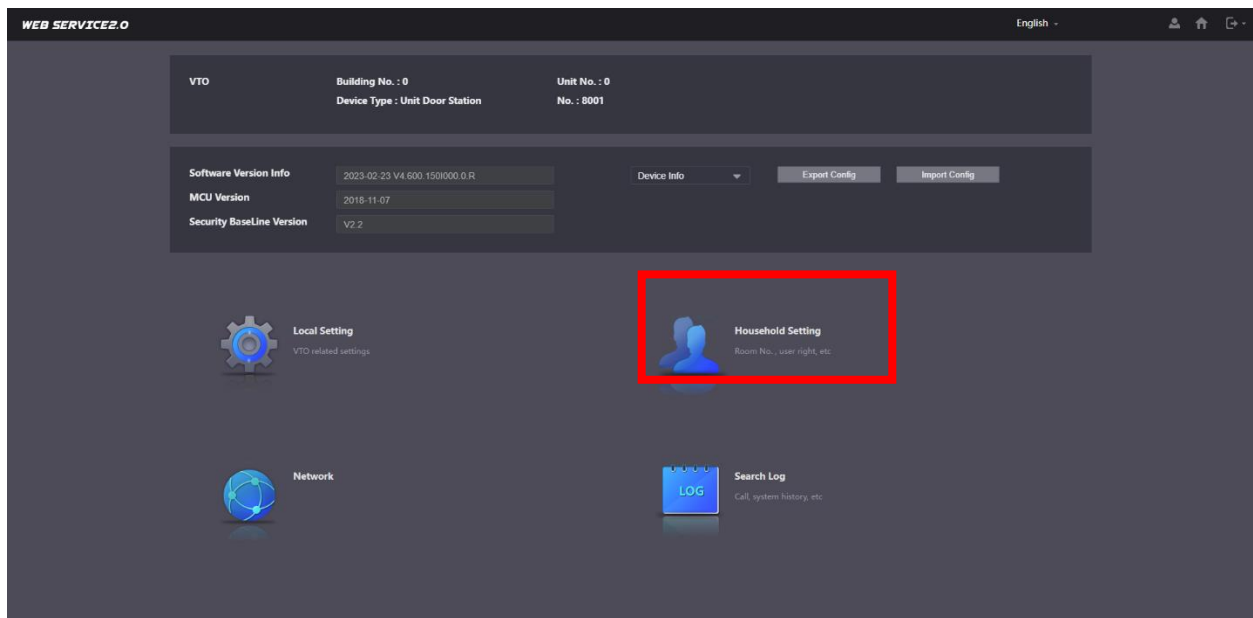 WEB SERVICE2.0 English
VTO Building No. : 0 Unit No. : 0
Device Type : Unit Door Station No. : 8001
Software Version Info 2023-02-23 V4.600.150I000.0.R Device Info Export Config Import Config
MCU Version 2018-11-07
Security BaseLine Version V2.2
Local Setting
VTO related settings
Household Setting
Room No. , user right, etc
Network
LOG
Search Log
Call, system history, etc